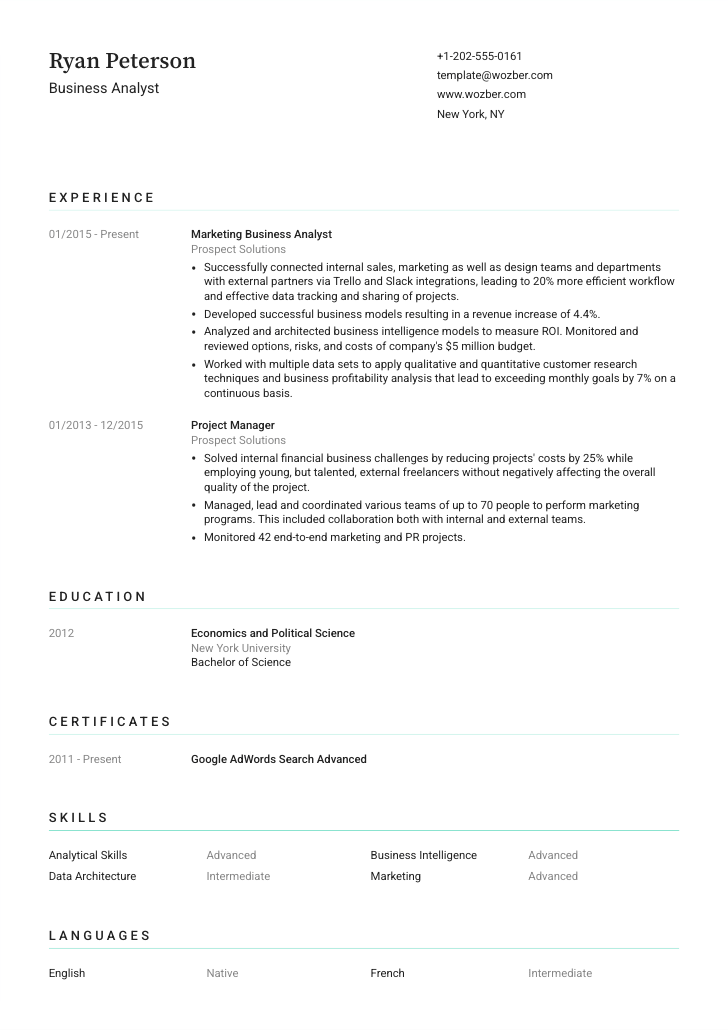 Ryan Peterson
Business Analyst
+1-202-555-0161
template@wozber.com
www.wozber.com
New York, NY
EXPERIENCE
01/2015 - Present
Marketing Business Analyst
Prospect Solutions
• Successfully connected internal sales, marketing as well as design teams and departments
with external partners via Trello and Slack integrations, leading to 20% more efficient workflow
and effective data tracking and sharing of projects.
• Developed successful business models resulting in a revenue increase of 4.4%.
• Analyzed and architected business intelligence models to measure ROI. Monitored and
reviewed options, risks, and costs of company's $5 million budget.
• Worked with multiple data sets to apply qualitative and quantitative customer research
techniques and business profitability analysis that lead to exceeding monthly goals by 7% on a
continuous basis.
01/2013 - 12/2015
Project Manager
Prospect Solutions
• Solved internal financial business challenges by reducing projects' costs by 25% while
employing young, but talented, external freelancers without negatively affecting the overall
quality of the project.
• Managed, lead and coordinated various teams of up to 70 people to perform marketing
programs. This included collaboration both with internal and external teams.
• Monitored 42 end-to-end marketing and PR projects.
EDUCATION
2012
Economics and Political Science
New York University
Bachelor of Science
CERTIFICATES
2011 - Present
Google AdWords Search Advanced
SKILLS
Analytical Skills Advanced Business Intelligence Advanced
Data Architecture Intermediate Marketing Advanced
LANGUAGES
English Native French Intermediate